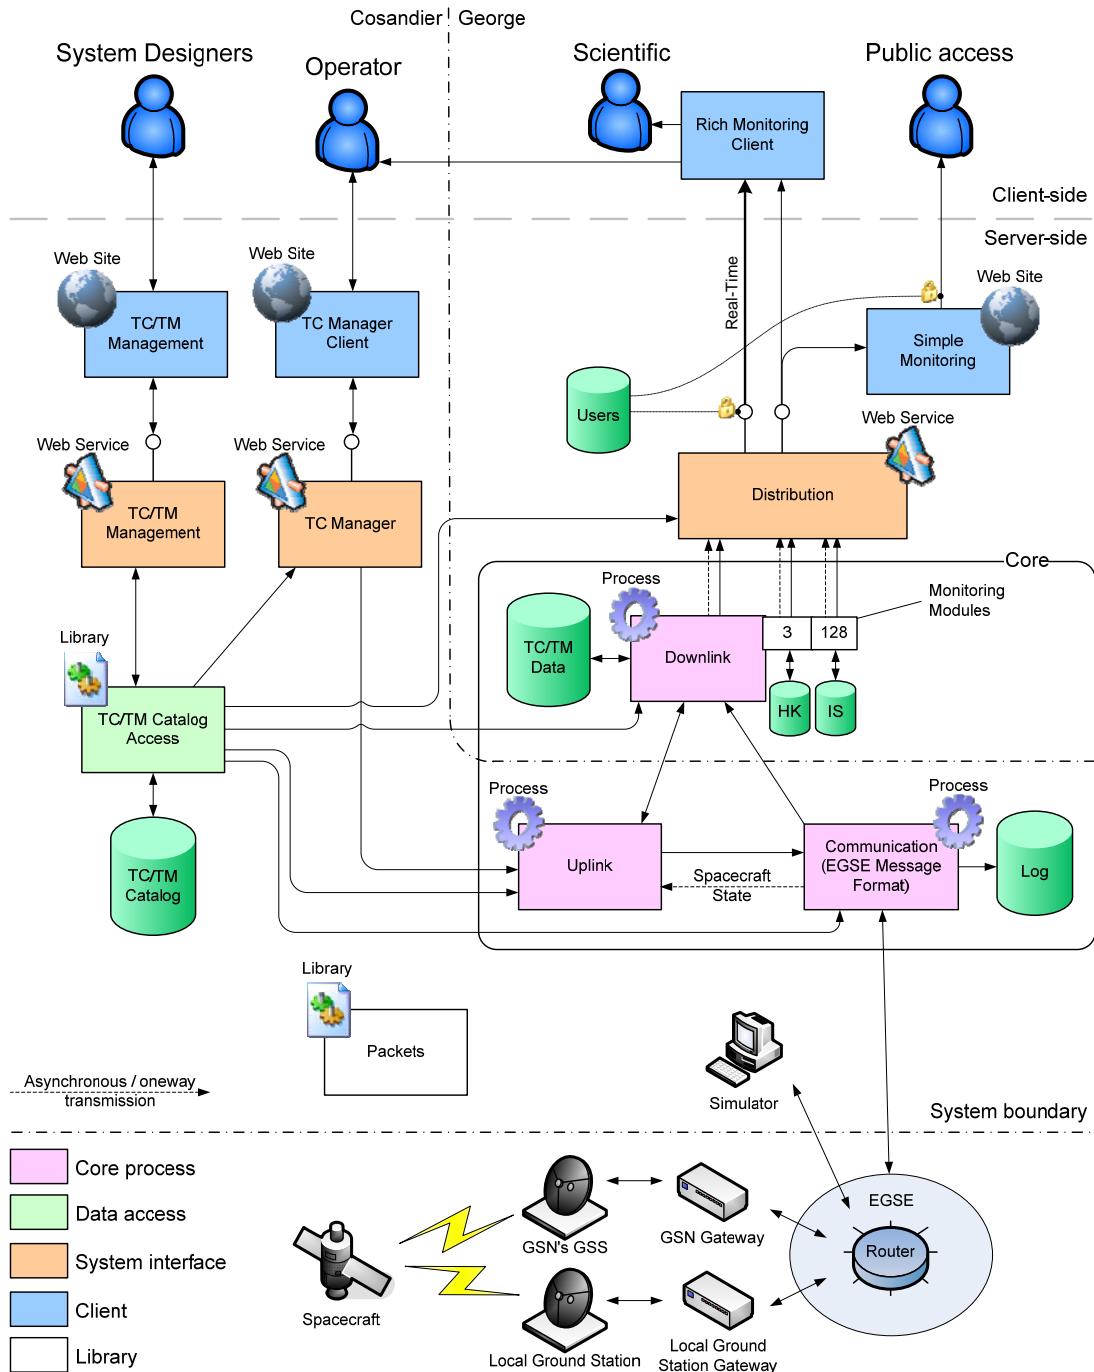 Cosandier
George
System Designers
Operator
Scientific
Public access
Rich Monitoring
Client
Client-side
Server-side
Web Site
TC/TM
Management
Web Site
TC Manager
Client
Real-Time
Web Site
Simple
Monitoring
Users
Web Service
TC/TM
Management
Web Service
TC Manager
Web Service
Distribution
Core
Process
Monitoring
Modules
TC/TM
Data
Downlink
3
128
HK
IS
Library
TC/TM Catalog
Access
TC/TM
Catalog
Process
Uplink
Spacecraft
State
Process
Communication
(EGSE Message
Format)
Log
Library
Packets
Asynchronous / oneway
transmission
Simulator
System boundary
Core process
Data access
System interface
Client
Library
Spacecraft
GSN's GSS
GSN Gateway
Local Ground Station
Local Ground
Station Gateway
EGSE
Router